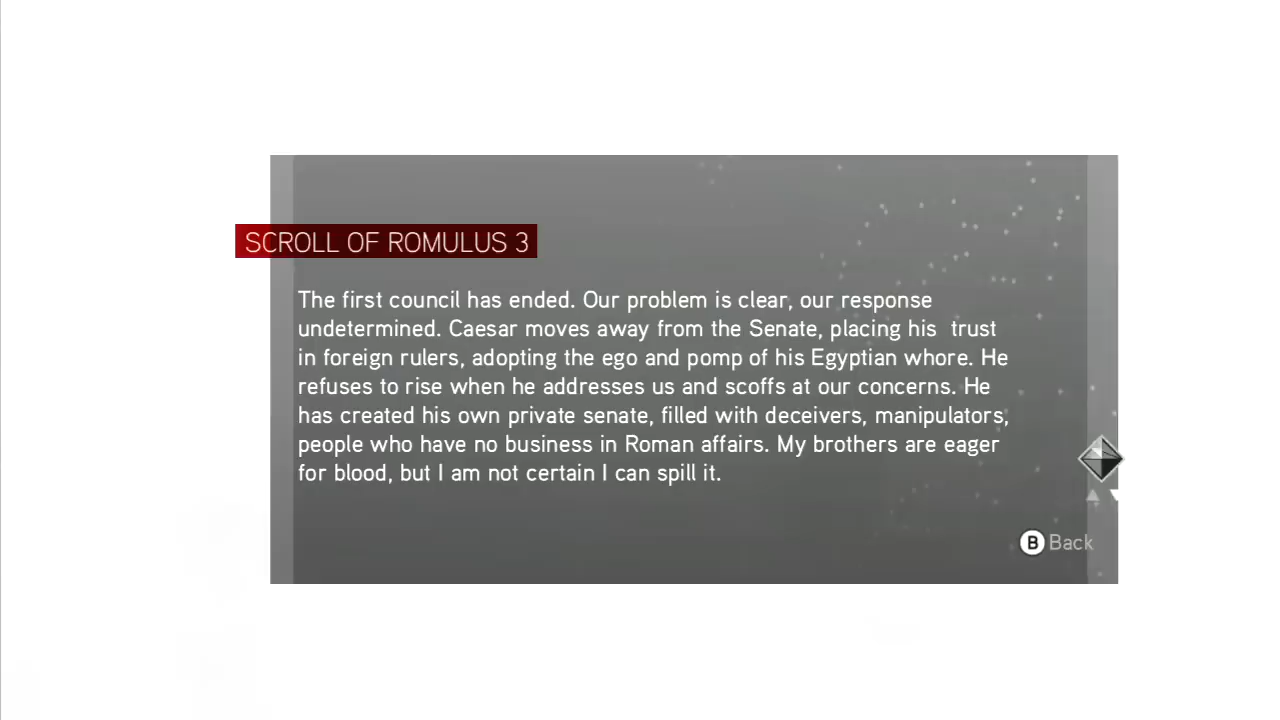 SCROLL OF ROMULUS 3
The first council has ended. Our problem is clear, our response
undetermined. Caesar moves away from the Senate, placing his  trust
in foreign rulers, adopting the ego and pomp of his Egyptian whore. He
refuses to rise when he addresses us and scoffs at our concerns. He
has created his own private senate, filled with deceivers, manipulators,
people who have no business in Roman affairs. My brothers are eager
for blood, but I am not certain I can spill it.
B Back